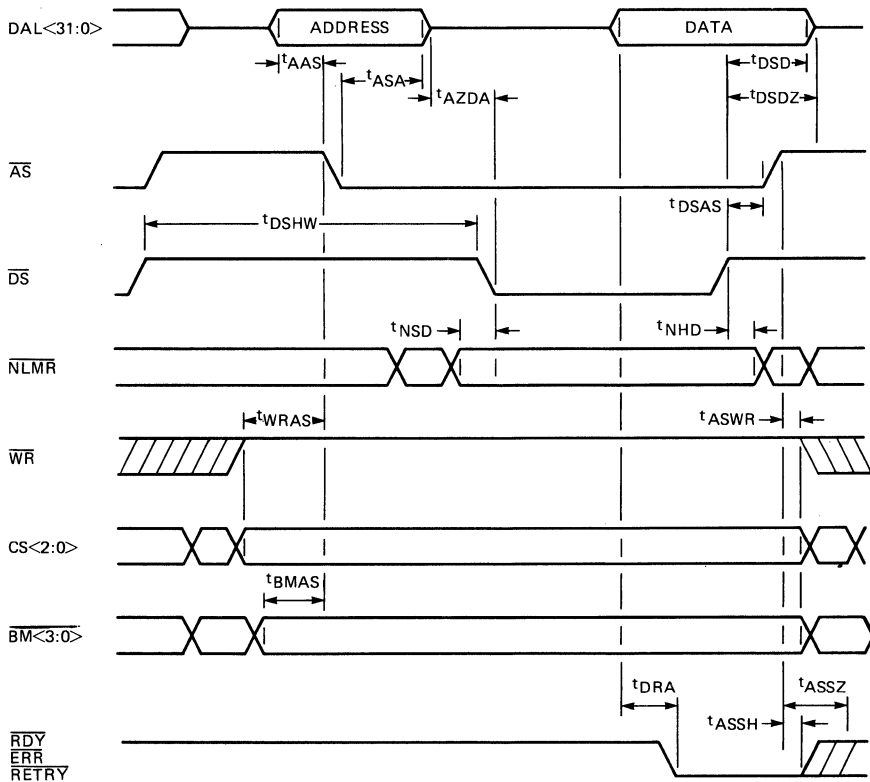 DAL<31:0>
ADDRESS
DATA
tAAS
tASA
tAZDA
tDSD
tDSDZ
AS
tDSAS
tDSHW
DS
tNSD
tNHD
NLMR
tWRAS
tASWR
WR
CS<2:0>
tBMAS
BM<3:0>
tDRA
tASSZ
tASSH
RDY
ERR
RETRY